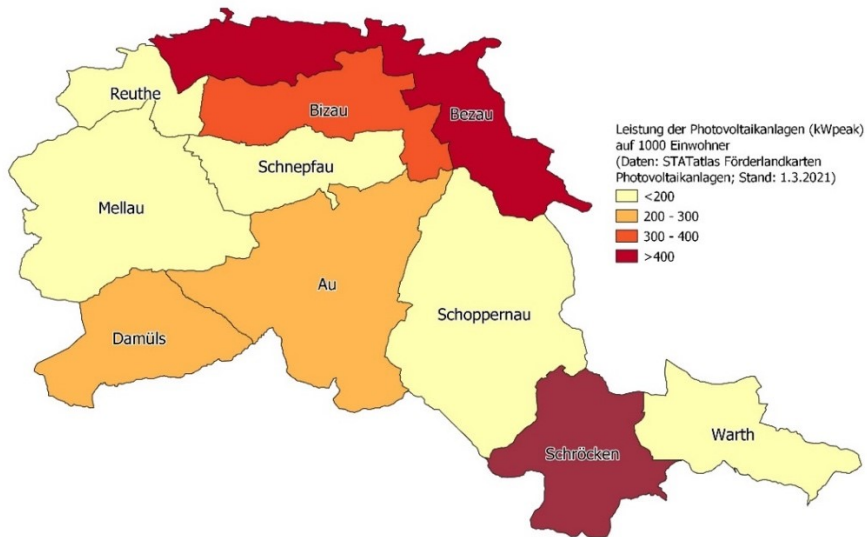 Reuthe
Bizau
Bezau
Schnepfau
Mellau
Au
Schoppernau
Damüls
Schröcken
Warth
Leistung der Photovoltaikanlagen (kWpeak)
auf 1000 Einwohner
(Daten: STATatlas Förderlandkarten
Photovoltaikanlagen; Stand: 1.3.2021)
<200
200 - 300
300 - 400
>400